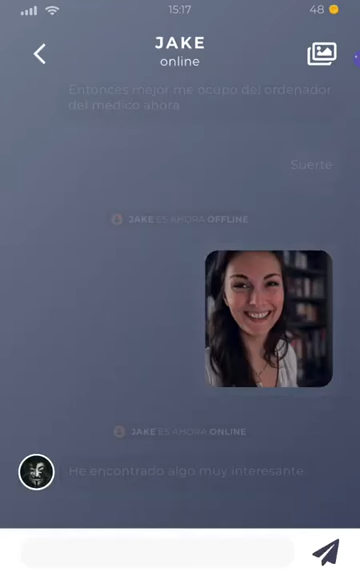 15:17
48
JAKE
online
Entonces mejor me ocupo del ordenador
del medico ahora
Suerte
JAKE ES AHORA OFFLINE
JAKE ES AHORA ONLINE
He encontrado algo muy interesante